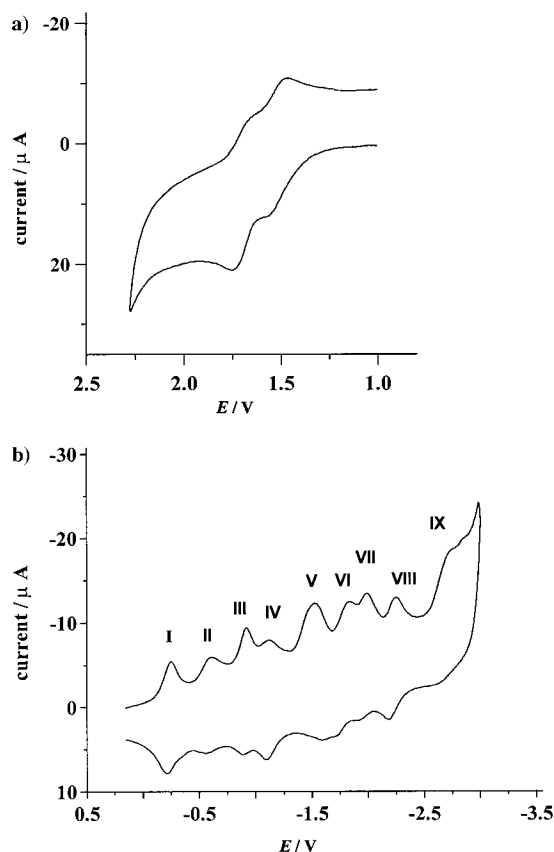 a)
-20
0
20
current / μ A
2.5 2.0 1.5 1.0
E / V
b)
-30
-20
-10
0
10
current / μ A
I II III IV V VI VII VIII IX
0.5 -0.5 -1.5 -2.5 -3.5
E / V